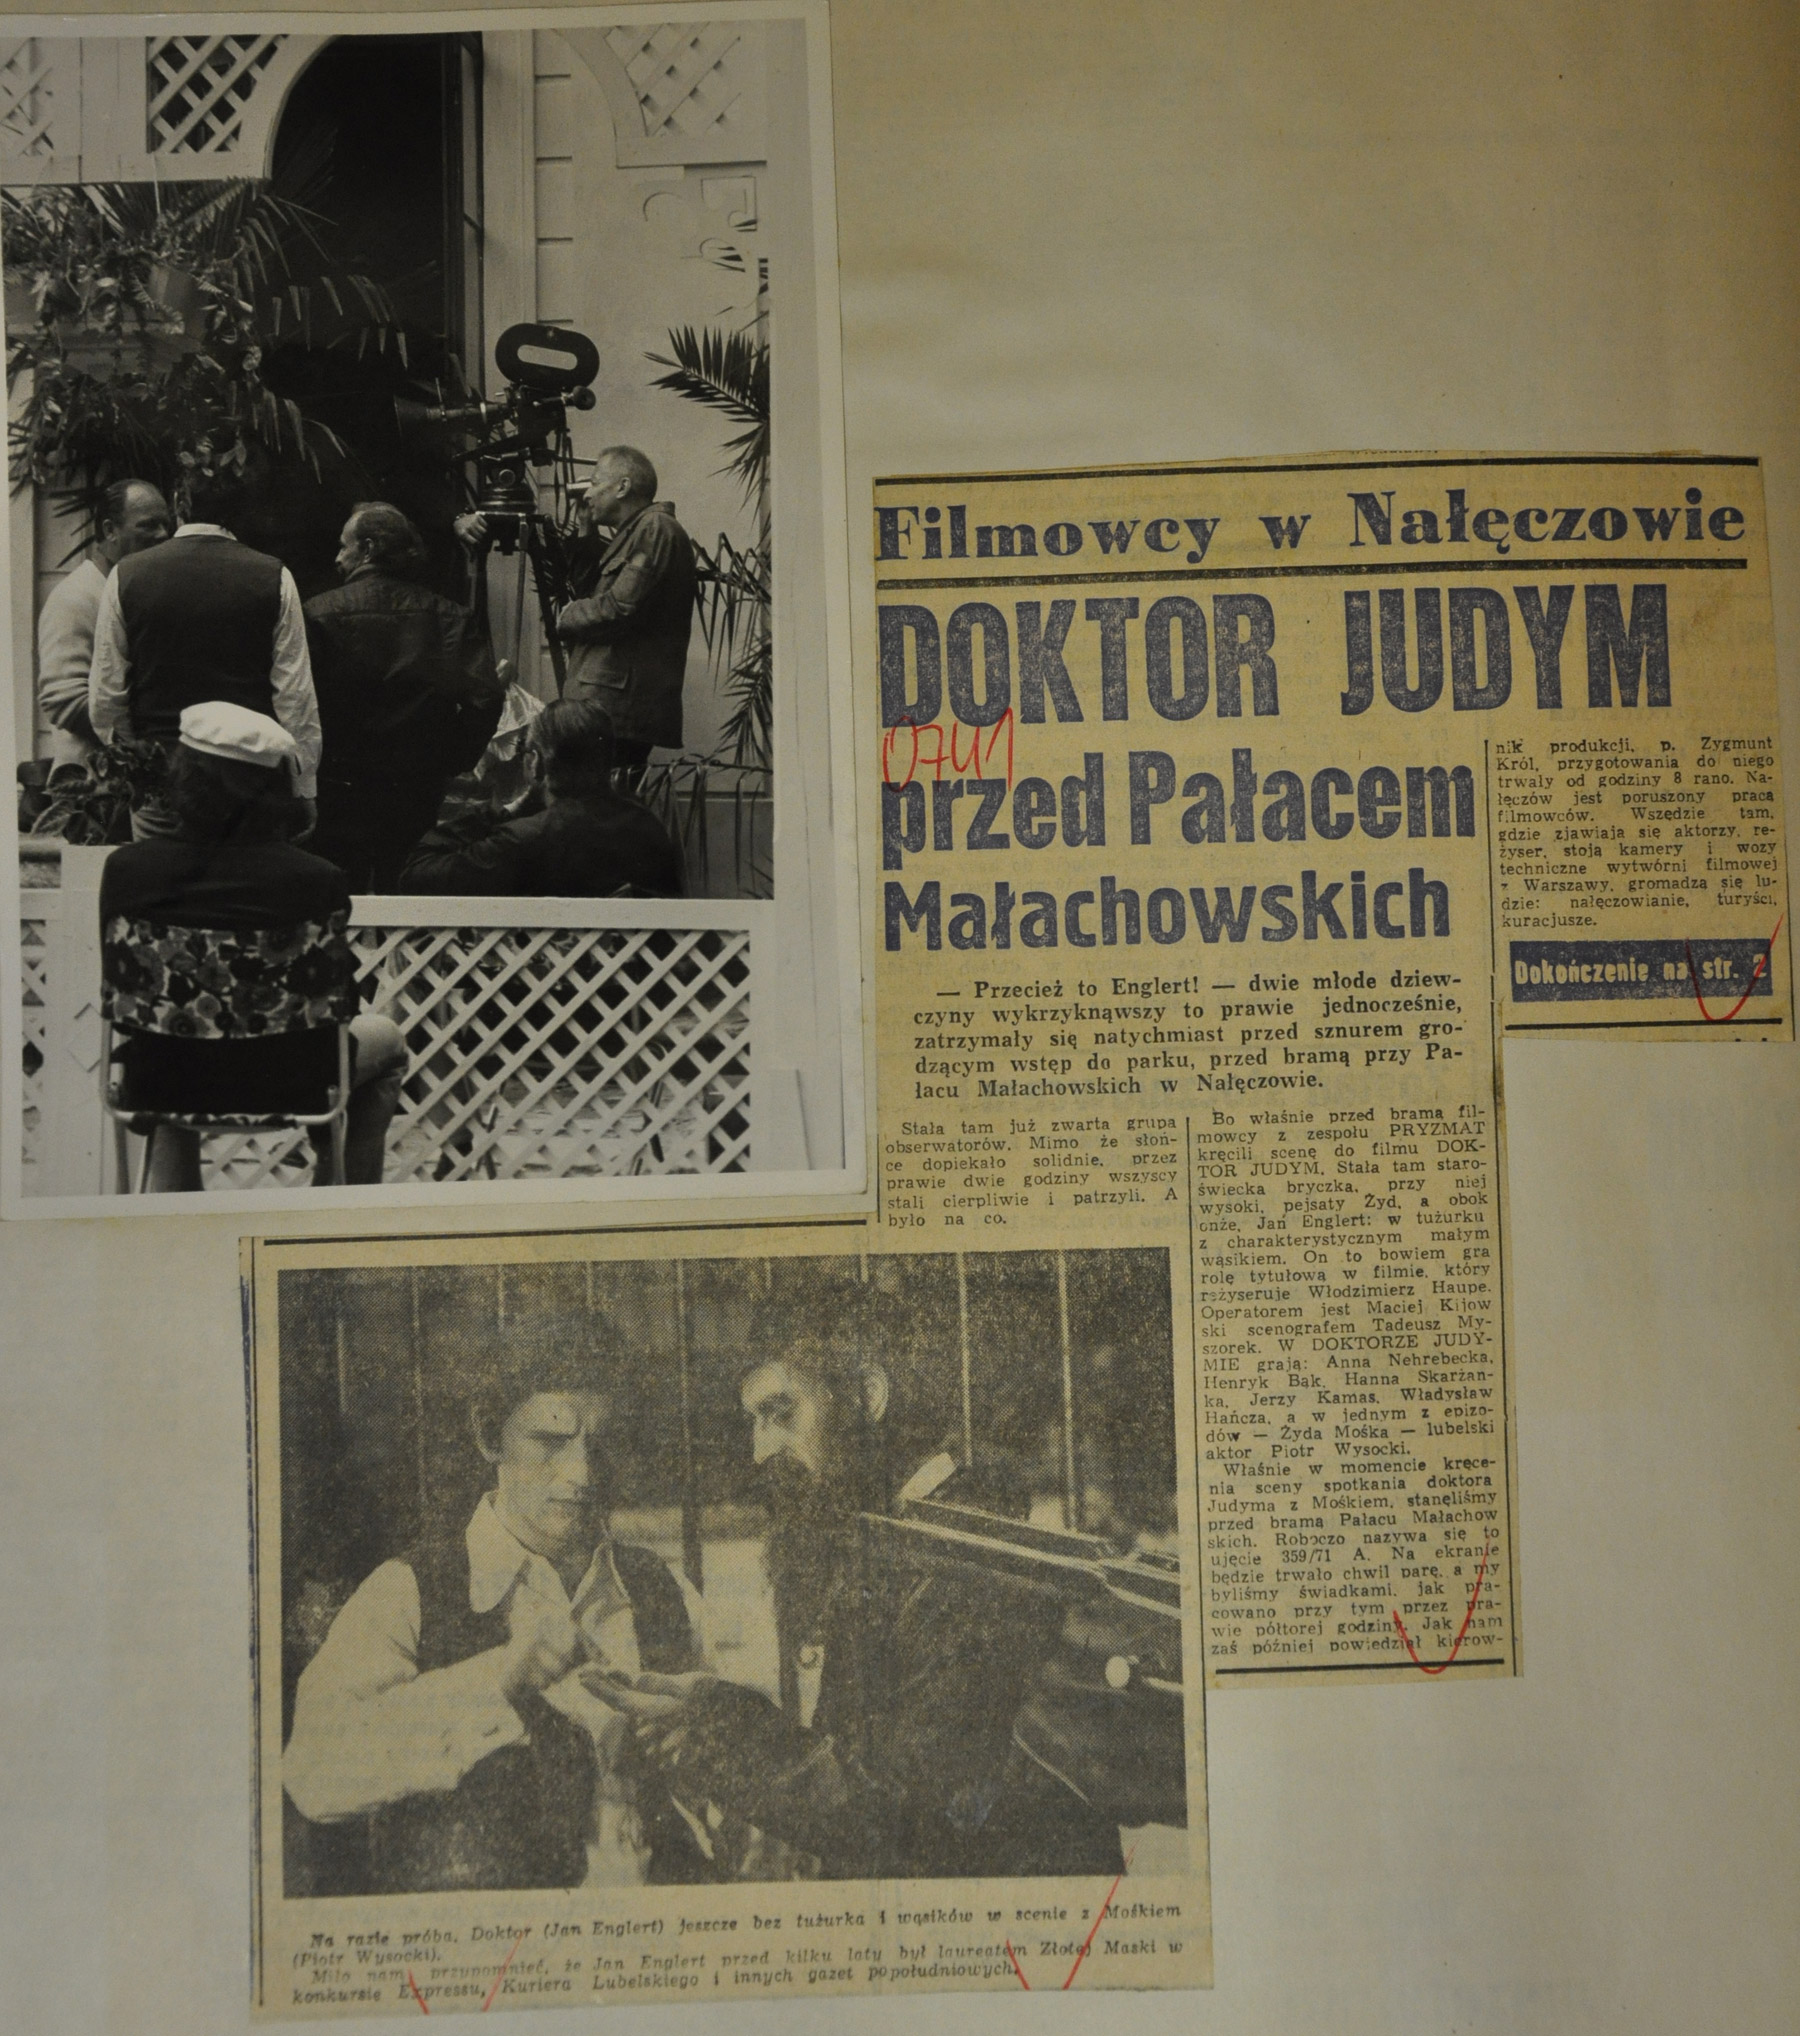 Filmowcy w Nałęczowie
DOKTOR JUDYM
0741
przed Pałacem
Małachowskich
— Przecież to Englert! — dwie młode dziew-
czyny wykrzyknąwszy to prawie jednocześnie,
zatrzymały się natychmiast przed sznurem gro-
dzącym wstęp do parku, przed bramą przy Pa-
łacu Małachowskich w Nałęczowie.
Stała tam już zwarta grupa
obserwatorów. Mimo że słoń-
ce dopiekało solidnie, przez
prawie dwie godziny wszyscy
stali cierpliwie i patrzyli. A
było na co.
Bo właśnie przed bramą fil-
mowcy z zespołu PRYZMAT
kręcili scenę do filmu DOK-
TOR JUDYM. Stała tam staro-
świecka bryczka, przy niej
wysoki, pejsaty Żyd, a obok
onże, Jan Englert: w tużurku
z charakterystycznym małym
wąsikiem. On to bowiem gra
rolę tytułową w filmie, który
reżyseruje Włodzimierz Haupe.
Operatorem jest Maciej Kijow
ski scenografem Tadeusz My-
szorek. W DOKTORZE JUDY-
MIE grają: Anna Nehrebecka,
Henryk Bąk, Hanna Skarżan-
ka, Jerzy Kamas, Władysław
Hańcza, a w jednym z epizo-
dów — Żyda Mośka — lubelski
aktor Piotr Wysocki.
Właśnie w momencie kręce-
nia sceny spotkania doktora
Judyma z Mośkiem, stanęliśmy
przed bramą Pałacu Małachow
skich. Roboczo nazywa się to
ujęcie 359/71 A. Na ekranie
będzie trwało chwil parę, a my
byliśmy świadkami, jak pra-
cowano przy tym przez pra-
wie półtorej godziny. Jak nam
zaś później powiedział kierow-
nik produkcji, p. Zygmunt
Król, przygotowania do niego
trwały od godziny 8 rano. Na-
łęczów jest poruszony pracą
filmowców. Wszędzie tam,
gdzie zjawiają się aktorzy, re-
żyser, stoją kamery i wozy
techniczne wytwórni filmowej
z Warszawy, gromadzą się lu-
dzie: nałęczowianie, turyści,
kuracjusze.
Dokończenie na str. 2
Na razie próba. Doktor (Jan Englert) jeszcze bez tużurka i wąsików w scenie z Mośkiem
(Piotr Wysocki).
Miło nam przypomnieć, że Jan Englert przed kilku laty był laureatem Złotej Maski w
konkursie Expressu, Kuriera Lubelskiego i innych gazet popołudniowych.